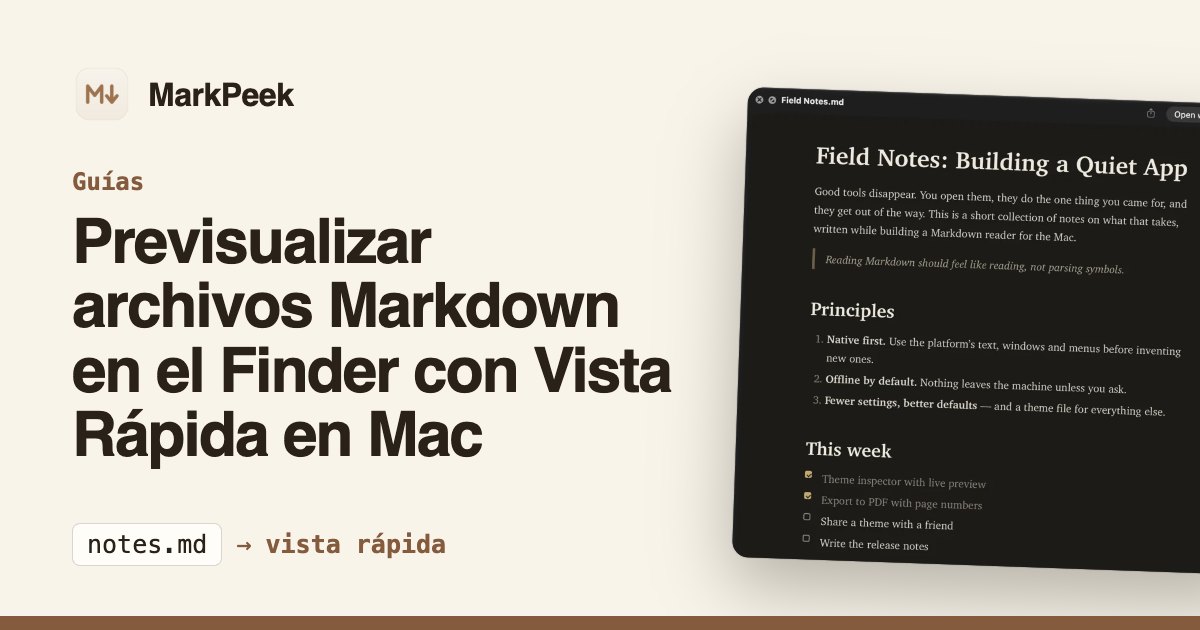 M↓ MarkPeek
Guías
Previsualizar
archivos Markdown
en el Finder con Vista
Rápida en Mac
notes.md → vista rápida
Field Notes.md
Open
Field Notes: Building a Quiet App
Good tools disappear. You open them, they do the one thing you came for, and
they get out of the way. This is a short collection of notes on what that takes,
written while building a Markdown reader for the Mac.
Reading Markdown should feel like reading, not parsing symbols.
Principles
1. Native first. Use the platform's text, windows and menus before inventing
new ones.
2. Offline by default. Nothing leaves the machine unless you ask.
3. Fewer settings, better defaults — and a theme file for everything else.
This week
Theme inspector with live preview
Export to PDF with page numbers
Share a theme with a friend
Write the release notes